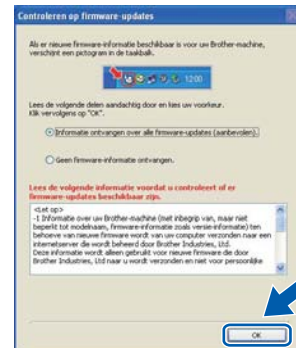 Controleren op firmware-updates
Als er nieuwe firmware-informatie beschikbaar is voor uw Brother-machine,
verschijnt een pictogram in de taakbalk.
1200
Lees de volgende delen aandachtig door en kies uw voorkeur.
Klik vervolgens op "OK".
Informatie ontvangen over alle firmware-updates (aanbevolen).
Geen firmware-informatie ontvangen.
Lees de volgende informatie voordat u controleert of er
firmware-updates beschikbaar zijn.
<Let op>
-1 Informatie over uw Brother-machine (met inbegrip van, maar niet
beperkt tot modelnaam, firmware-informatie zoals versie-informatie) ten
behoeve van nieuwe firmware wordt van uw computer verzonden naar een
internetserver die wordt beheerd door Brother Industries, Ltd.
Deze informatie wordt alleen gebruikt voor nieuwe firmware die door
Brother Industries, Ltd naar u wordt verzonden en niet voor persoonlijke
OK